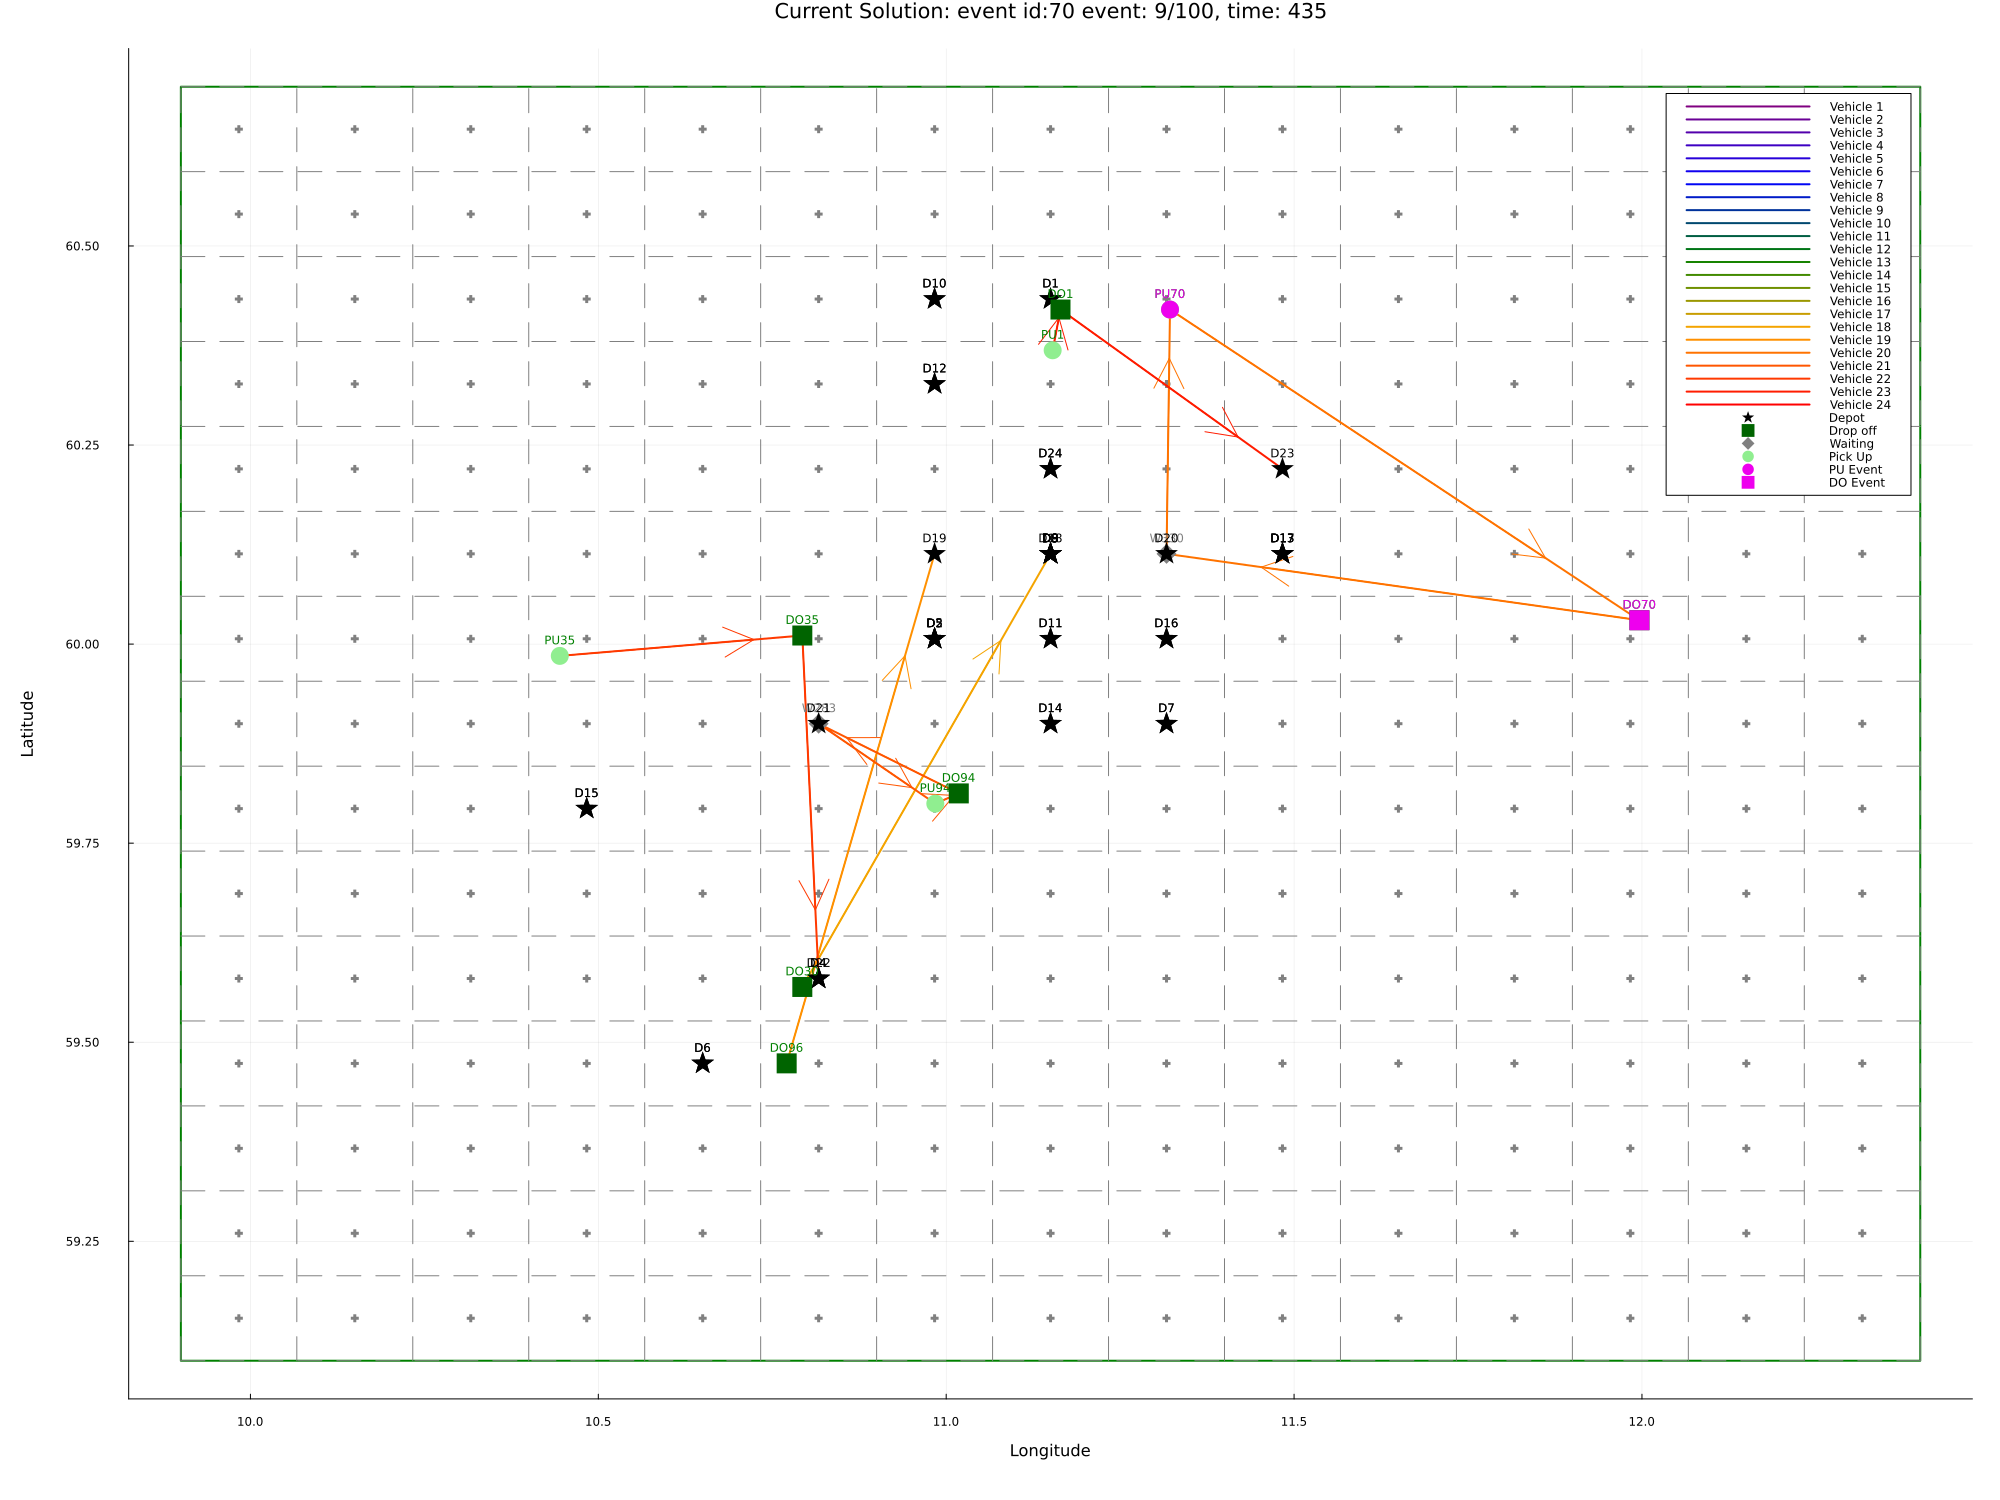 Current Solution: event id:70 event: 9/100, time: 435
Vehicle 1
Vehicle 2
Vehicle 3
Vehicle 4
Vehicle 5
Vehicle 6
Vehicle 7
Vehicle 8
Vehicle 9
Vehicle 10
Vehicle 11
Vehicle 12
Vehicle 13
Vehicle 14
Vehicle 15
Vehicle 16
Vehicle 17
Vehicle 18
Vehicle 19
Vehicle 20
Vehicle 21
Vehicle 22
Vehicle 23
Vehicle 24
Depot
Drop off
Waiting
Pick Up
PU Event
DO Event
60.50
60.25
60.00
59.75
59.50
59.25
Latitude
D10
D1
DO1
PU70
PU1
D12
D24
D23
D19
D20
DO70
DO35
PU35
D11
D16
D21
D14
D7
DO94
PU94
D15
D22
D6
DO96
10.0
10.5
11.0
11.5
12.0
Longitude